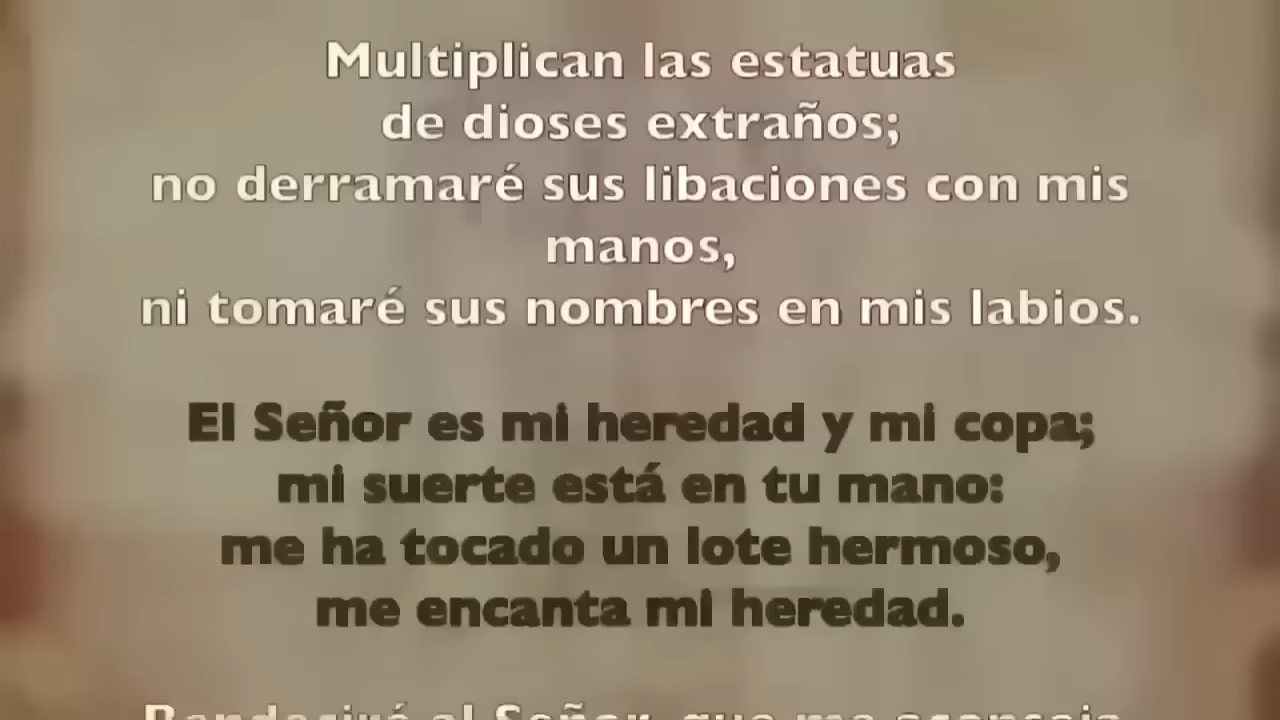 Multiplican las estatuas
de dioses extraños;
no derramaré sus libaciones con mis
manos,
ni tomaré sus nombres en mis labios.
El Señor es mi heredad y mi copa;
mi suerte está en tu mano:
me ha tocado un lote hermoso,
me encanta mi heredad.
Bendeciré al Señor, que me aconseja